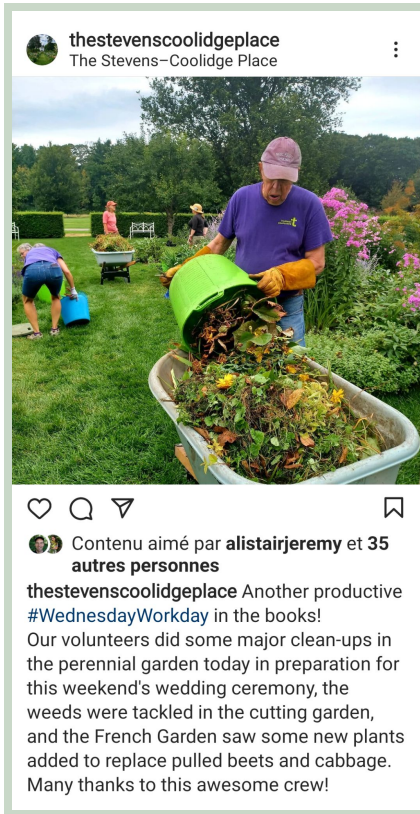 thestevenscoolidgeplace
The Stevens–Coolidge Place
Contenu aimé par alistairjeremy et 35
autres personnes
thestevenscoolidgeplace Another productive
#WednesdayWorkday in the books!
Our volunteers did some major clean-ups in
the perennial garden today in preparation for
this weekend's wedding ceremony, the
weeds were tackled in the cutting garden,
and the French Garden saw some new plants
added to replace pulled beets and cabbage.
Many thanks to this awesome crew!